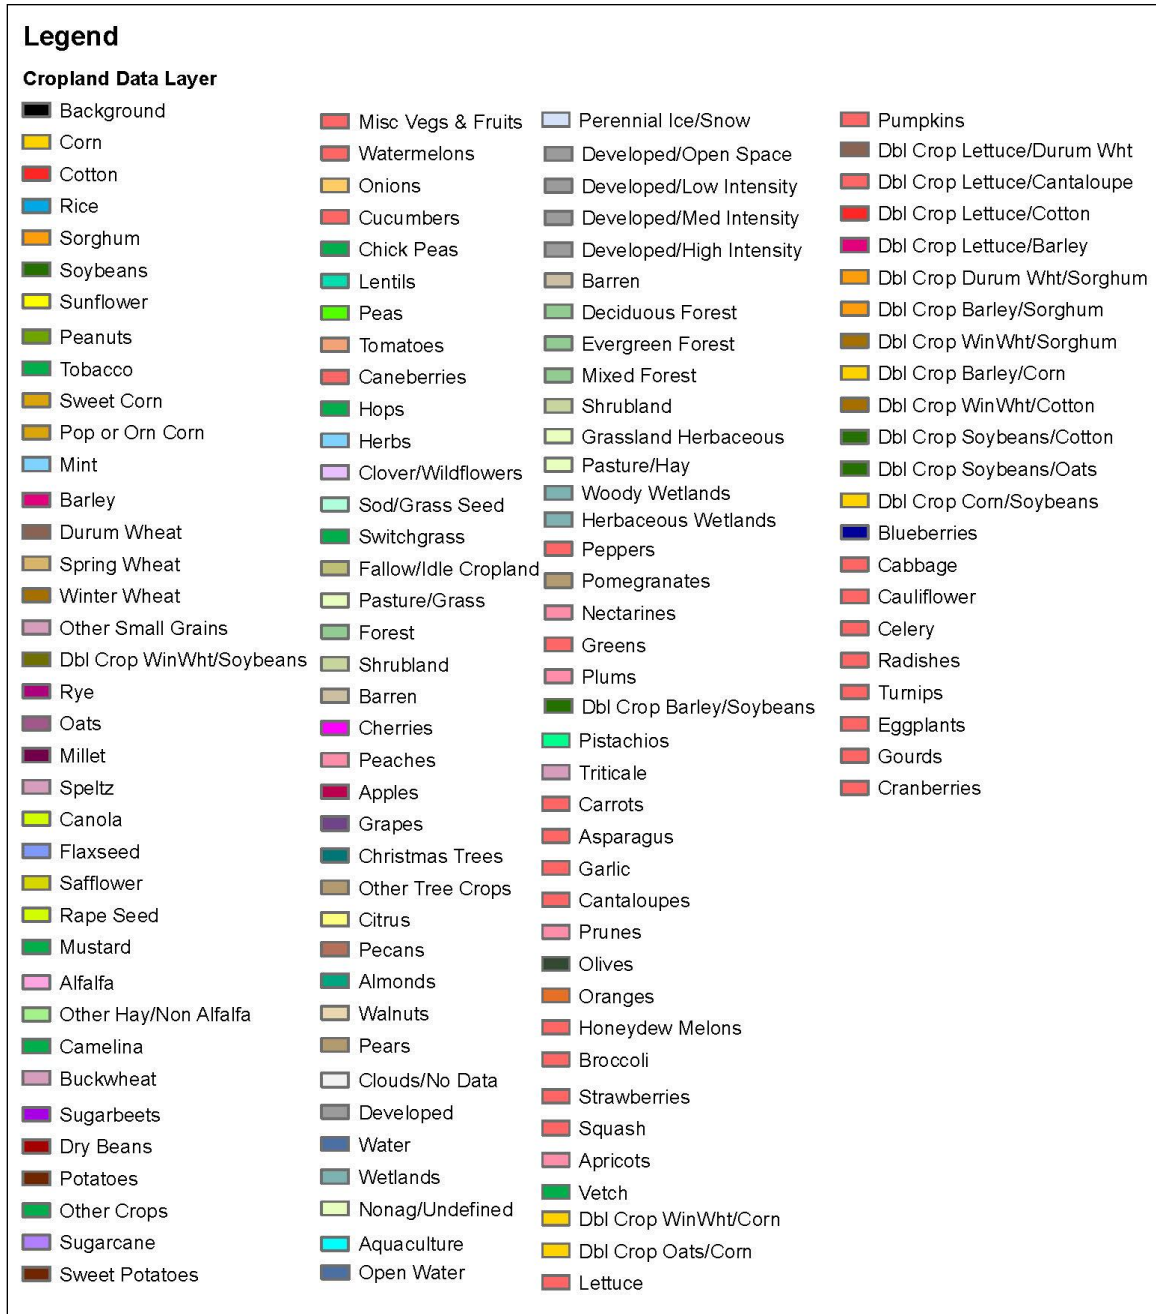 Legend
Cropland Data Layer
Background
Corn
Cotton
Rice
Sorghum
Soybeans
Sunflower
Peanuts
Tobacco
Sweet Corn
Pop or Orn Corn
Mint
Barley
Durum Wheat
Spring Wheat
Winter Wheat
Other Small Grains
Dbl Crop WinWht/Soybeans
Rye
Oats
Millet
Speltz
Canola
Flaxseed
Safflower
Rape Seed
Mustard
Alfalfa
Other Hay/Non Alfalfa
Camelina
Buckwheat
Sugarbeets
Dry Beans
Potatoes
Other Crops
Sugarcane
Sweet Potatoes
Misc Vegs & Fruits
Watermelons
Onions
Cucumbers
Chick Peas
Lentils
Peas
Tomatoes
Caneberries
Hops
Herbs
Clover/Wildflowers
Sod/Grass Seed
Switchgrass
Fallow/Idle Cropland
Pasture/Grass
Forest
Shrubland
Barren
Cherries
Peaches
Apples
Grapes
Christmas Trees
Other Tree Crops
Citrus
Pecans
Almonds
Walnuts
Pears
Clouds/No Data
Developed
Water
Wetlands
Nonag/Undefined
Aquaculture
Open Water
Perennial Ice/Snow
Developed/Open Space
Developed/Low Intensity
Developed/Med Intensity
Developed/High Intensity
Barren
Deciduous Forest
Evergreen Forest
Mixed Forest
Shrubland
Grassland Herbaceous
Pasture/Hay
Woody Wetlands
Herbaceous Wetlands
Peppers
Pomegranates
Nectarines
Greens
Plums
Dbl Crop Barley/Soybeans
Pistachios
Triticale
Carrots
Asparagus
Garlic
Cantaloupes
Prunes
Olives
Oranges
Honeydew Melons
Broccoli
Strawberries
Squash
Apricots
Vetch
Dbl Crop WinWht/Corn
Dbl Crop Oats/Corn
Lettuce
Pumpkins
Dbl Crop Lettuce/Durum Wht
Dbl Crop Lettuce/Cantaloupe
Dbl Crop Lettuce/Cotton
Dbl Crop Lettuce/Barley
Dbl Crop Durum Wht/Sorghum
Dbl Crop Barley/Sorghum
Dbl Crop WinWht/Sorghum
Dbl Crop Barley/Corn
Dbl Crop WinWht/Cotton
Dbl Crop Soybeans/Cotton
Dbl Crop Soybeans/Oats
Dbl Crop Corn/Soybeans
Blueberries
Cabbage
Cauliflower
Celery
Radishes
Turnips
Eggplants
Gourds
Cranberries